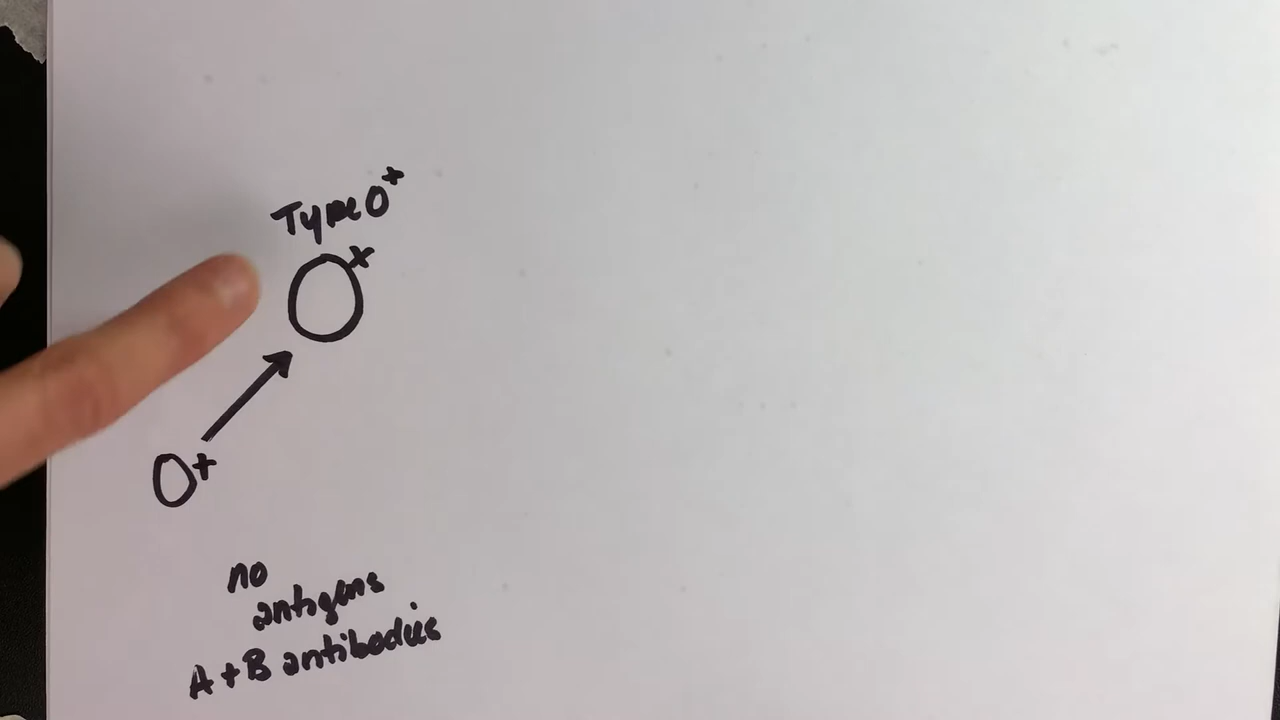 Type O+
O+
O+
no
antigens
A+B antibodies